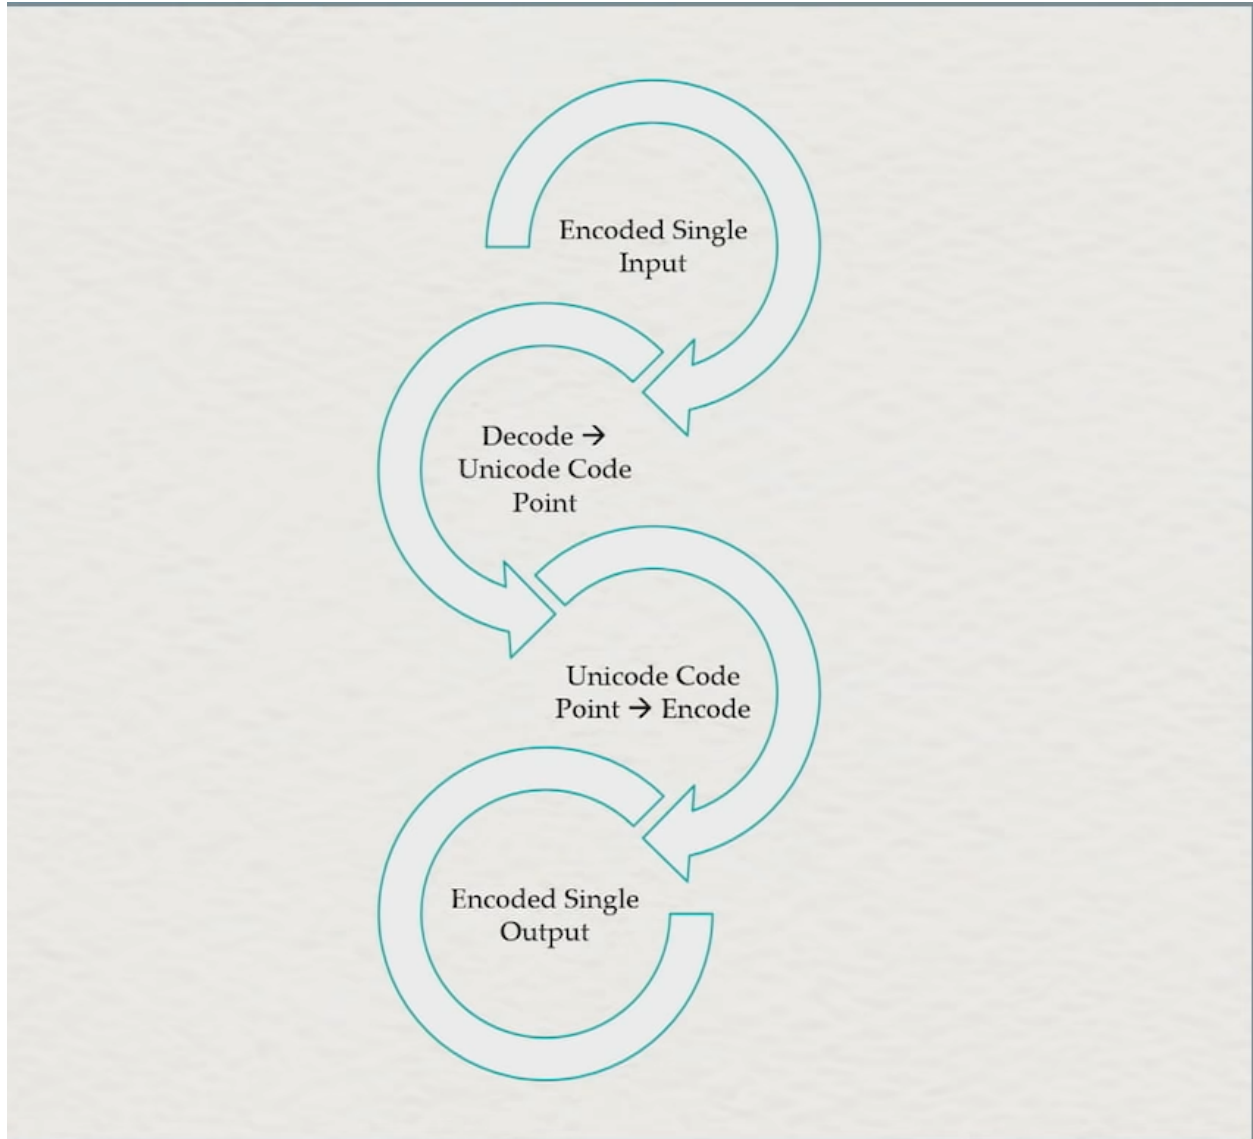 Encoded Single
Input
Decode →
Unicode Code
Point
Unicode Code
Point → Encode
Encoded Single
Output